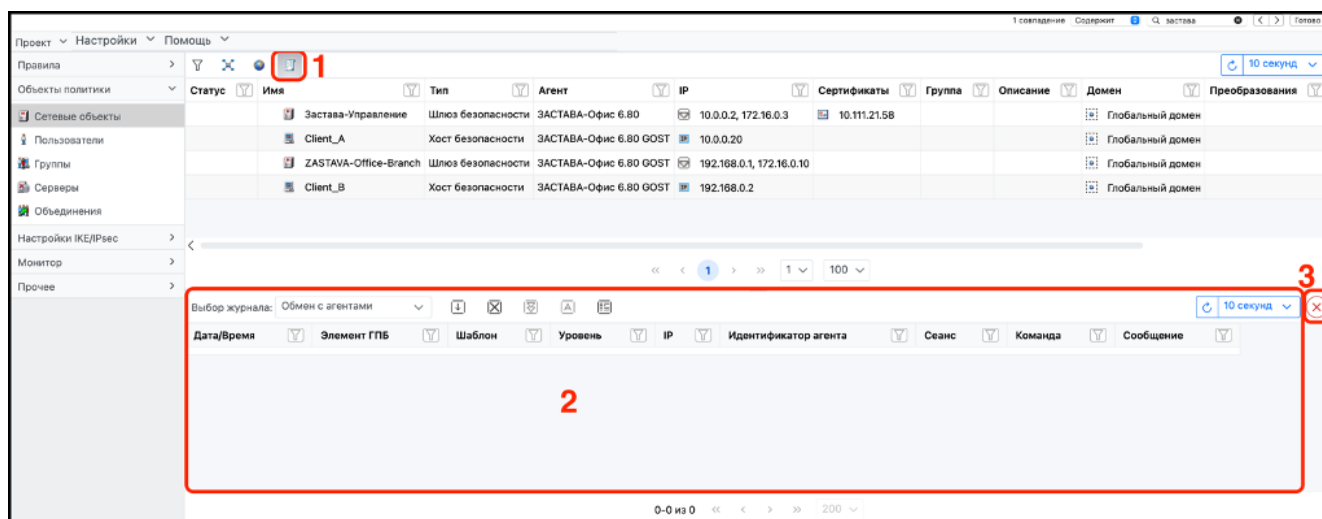 1 совпадение Содержит застава Готово
Проект Настройки Помощь
Правила 1 10 секунд
Объекты политики Статус Имя Тип Агент IP Сертификаты Группа Описание Домен Преобразования
Сетевые объекты Застава-Управление Шлюз безопасности ЗАСТАВА-Офис 6.80 10.0.0.2, 172.16.0.3 10.111.21.58 Глобальный домен
Пользователи Client_A Хост безопасности ЗАСТАВА-Офис 6.80 GOST 10.0.0.20 Глобальный домен
Группы ZASTAVA-Office-Branch Шлюз безопасности ЗАСТАВА-Офис 6.80 GOST 192.168.0.1, 172.16.0.10 Глобальный домен
Серверы Client_B Хост безопасности ЗАСТАВА-Офис 6.80 GOST 192.168.0.2 Глобальный домен
Объединения
Настройки IKE/IPsec
Монитор 1 1 100
Прочее 3
Выбор журнала: Обмен с агентами 10 секунд
Дата/Время Элемент ГПБ Шаблон Уровень IP Идентификатор агента Сеанс Команда Сообщение
2
0-0 из 0 200